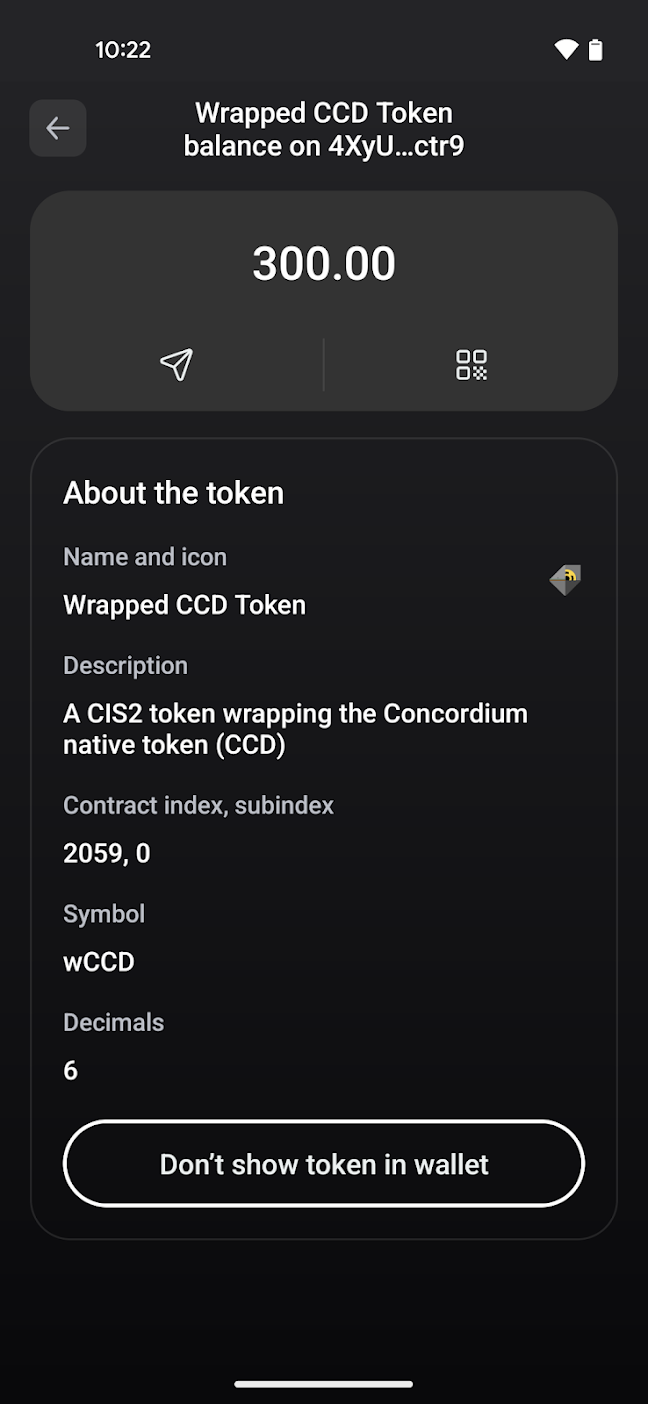 10:22
Wrapped CCD Token
balance on 4XyU...ctr9
300.00
About the token
Name and icon
Wrapped CCD Token
Description
A CIS2 token wrapping the Concordium
native token (CCD)
Contract index, subindex
2059, 0
Symbol
wCCD
Decimals
6
Don’t show token in wallet